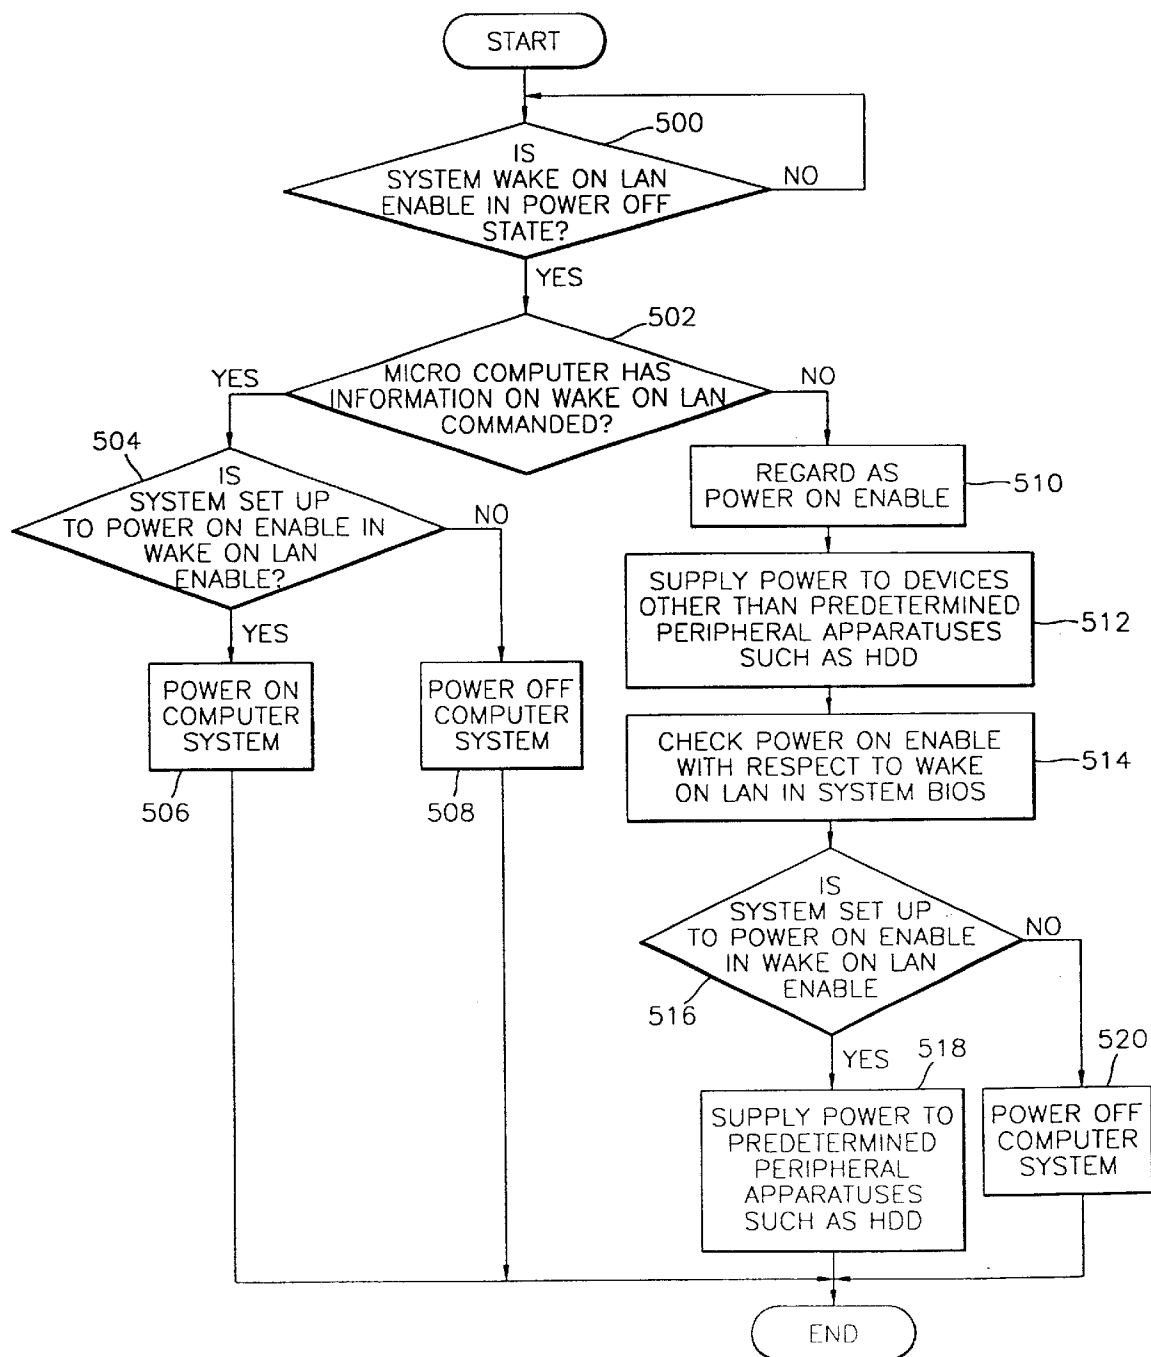 START
500
IS
SYSTEM WAKE ON LAN
ENABLE IN POWER OFF
STATE?
NO
YES
502
MICRO COMPUTER HAS
INFORMATION ON WAKE ON LAN
COMMANDED?
YES
NO
504
IS
SYSTEM SET UP
TO POWER ON ENABLE IN
WAKE ON LAN
ENABLE?
NO
YES
POWER ON
COMPUTER
SYSTEM
506
POWER OFF
COMPUTER
SYSTEM
508
REGARD AS
POWER ON ENABLE
510
SUPPLY POWER TO DEVICES
OTHER THAN PREDETERMINED
PERIPHERAL APPARATUSES
SUCH AS HDD
512
CHECK POWER ON ENABLE
WITH RESPECT TO WAKE
ON LAN IN SYSTEM BIOS
514
IS
SYSTEM SET UP
TO POWER ON ENABLE
IN WAKE ON LAN
ENABLE
516
NO
YES
518
SUPPLY POWER TO
PREDETERMINED
PERIPHERAL
APPARATUSES
SUCH AS HDD
520
POWER OFF
COMPUTER
SYSTEM
END